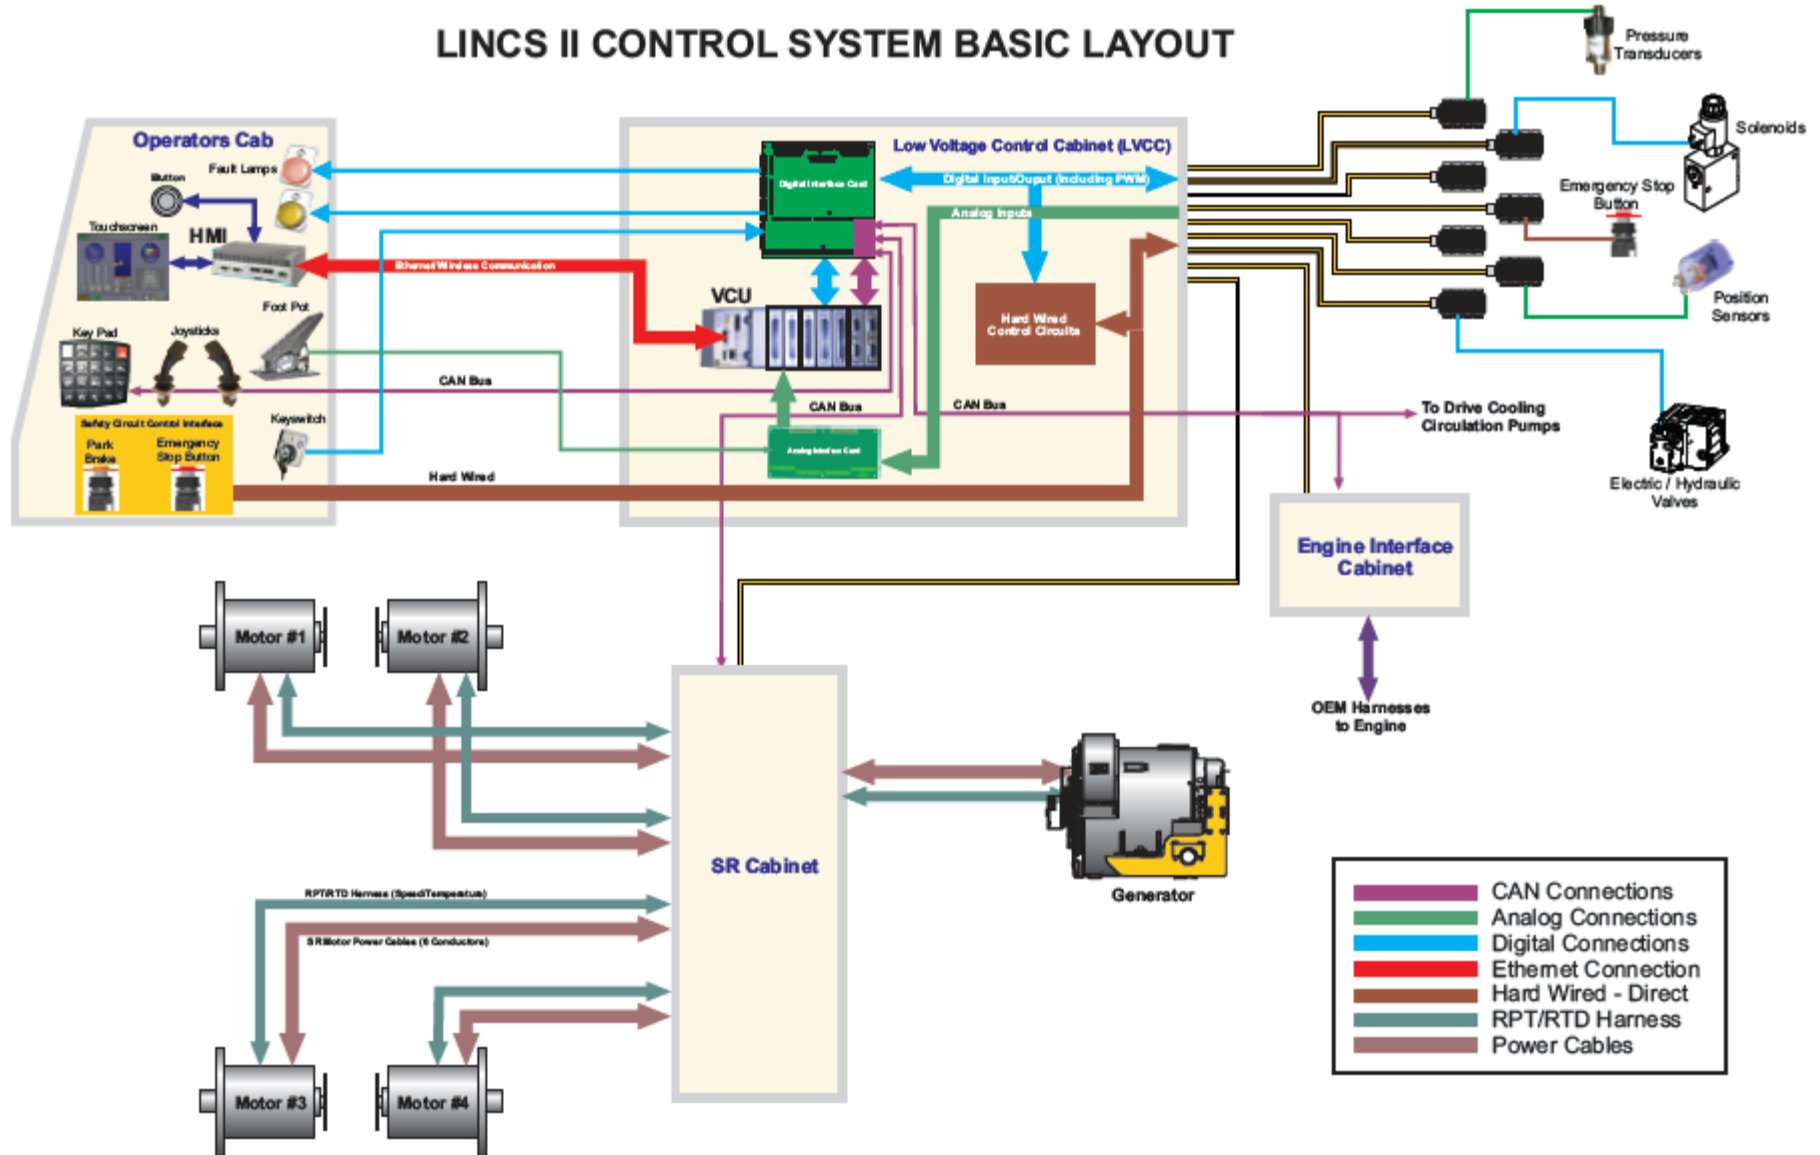 LINCS II CONTROL SYSTEM BASIC LAYOUT
Pressure
Transducers
Solenoids
Emergency Stop
Button
Position
Sensors
Electric / Hydraulic
Valves
Operators Cab
Fault Lamps
Button
Touchscreen
HMI
Foot Pot
Key Pad
Joysticks
Keyswitch
Safety Circuit Control Interface
Park
Brake
Emergency
Stop Button
Ethernet/Wireless Communication
CAN Bus
Hard Wired
Low Voltage Control Cabinet (LVCC)
Digital Interface Card
Digital Input/Ouput (Including PWM)
Analog Inputs
VCU
Hard Wired
Control Circuits
CAN Bus
CAN Bus
Analog Interface Card
To Drive Cooling
Circulation Pumps
Engine Interface
Cabinet
OEM Harnesses
to Engine
Motor #1
Motor #2
SR Cabinet
Generator
RPT/RTD Harness (Speed/Temperature)
SR Motor Power Cables (6 Conductors)
Motor #3
Motor #4
CAN Connections
Analog Connections
Digital Connections
Ethernet Connection
Hard Wired - Direct
RPT/RTD Harness
Power Cables